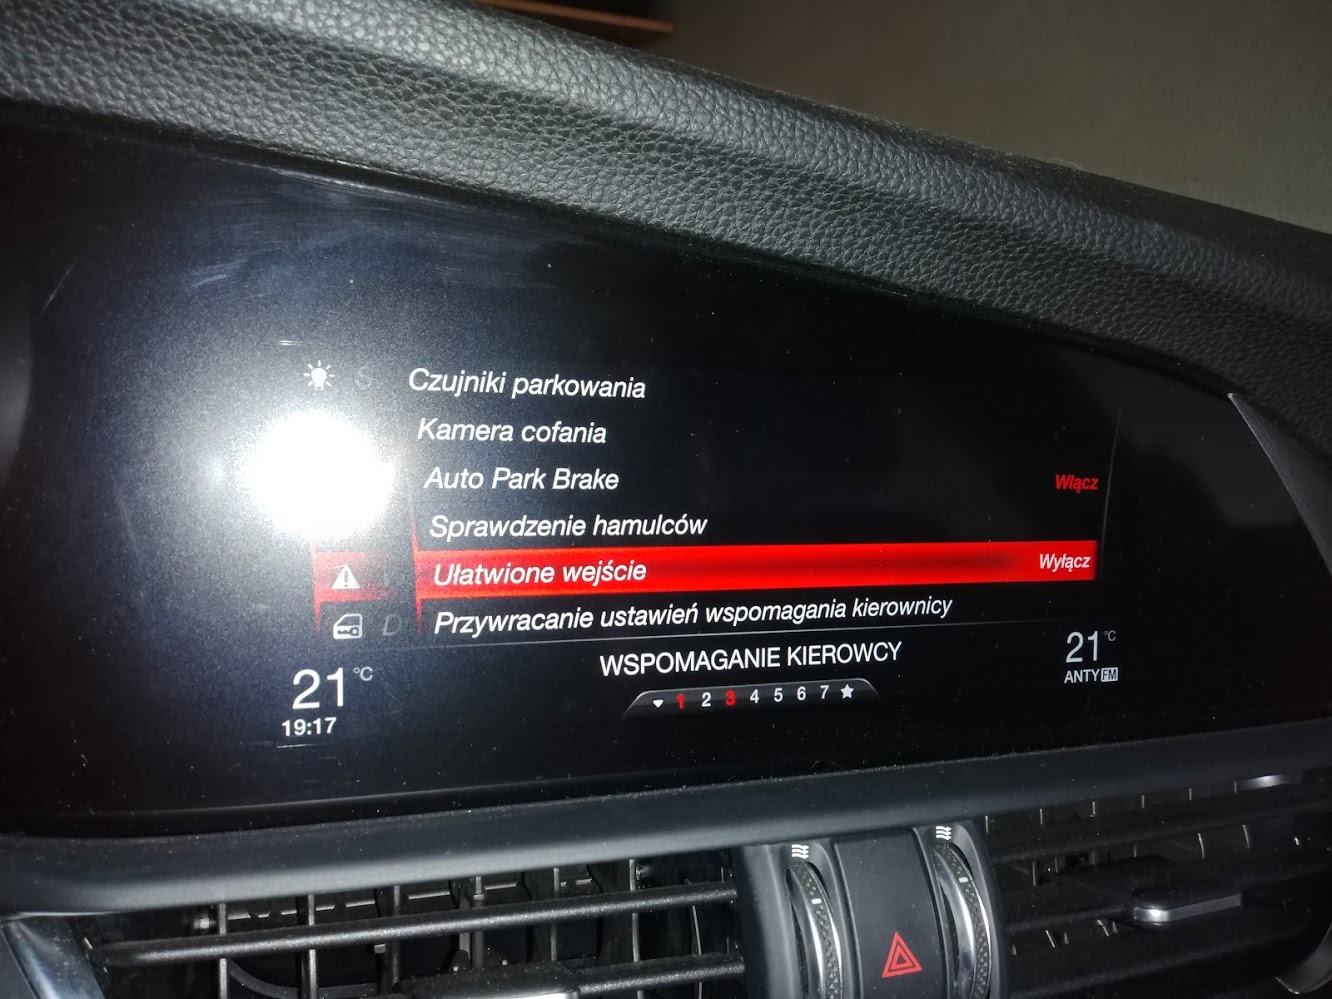 Czujniki parkowania
Kamera cofania
Auto Park Brake Włącz
Sprawdzenie hamulców
Ułatwione wejście Wyłącz
D Przywracanie ustawień wspomagania kierownicy
WSPOMAGANIE KIEROWCY
21 °C
19:17
1 2 3 4 5 6 7
21 °C
ANTY FM